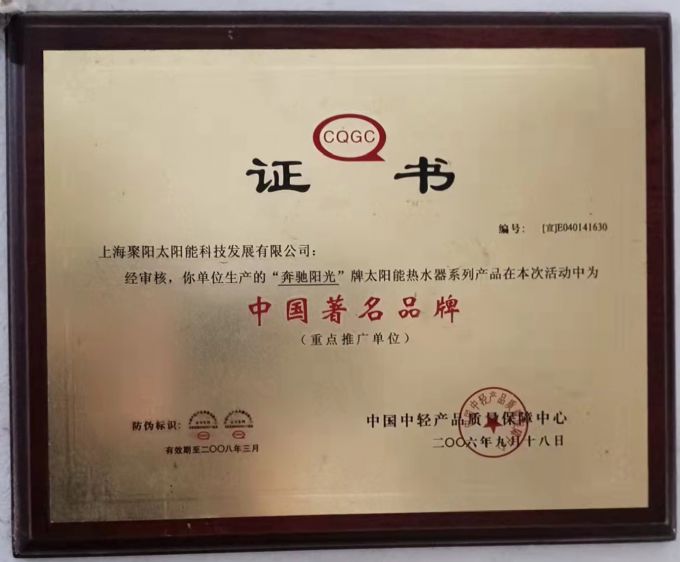 CQGC
证书
编号: [宣]E040141630
上海聚阳太阳能科技发展有限公司:
经审核,你单位生产的“奔驰阳光”牌太阳能热水器系列产品在本次活动中为
中国著名品牌
(重点推广单位)
防伪标识:
有效期至二〇〇八年三月
中国中轻产品质量保障中心
二〇〇六年九月十八日